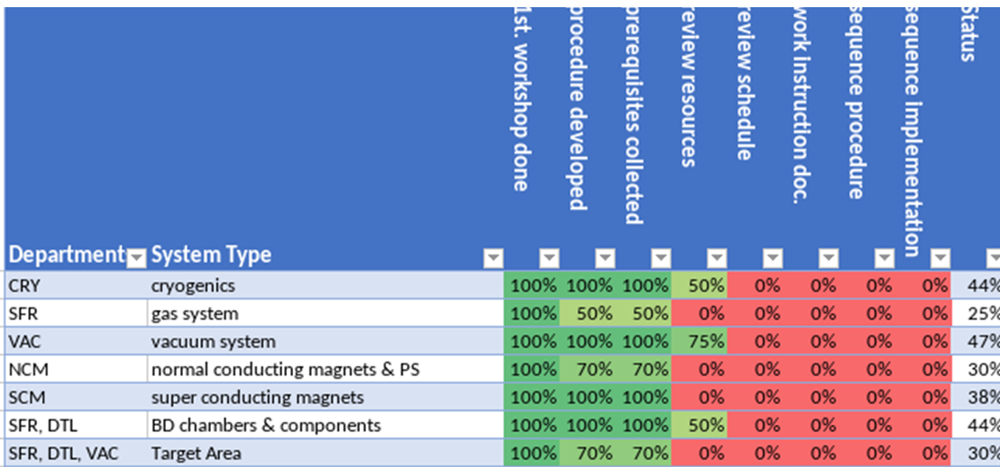 1st. workshop done
procedure developed
prerequisites collected
review resources
review schedule
work instruction doc.
sequence procedure
sequence implementation
Status
Department System Type
CRY cryogenics 100% 100% 100% 50% 0% 0% 0% 0% 44%
SFR gas system 100% 50% 50% 0% 0% 0% 0% 0% 25%
VAC vacuum system 100% 100% 100% 75% 0% 0% 0% 0% 47%
NCM normal conducting magnets & PS 100% 70% 70% 0% 0% 0% 0% 0% 30%
SCM super conducting magnets 100% 100% 100% 0% 0% 0% 0% 0% 38%
SFR, DTL BD chambers & components 100% 100% 100% 50% 0% 0% 0% 0% 44%
SFR, DTL, VAC Target Area 100% 70% 70% 0% 0% 0% 0% 0% 30%